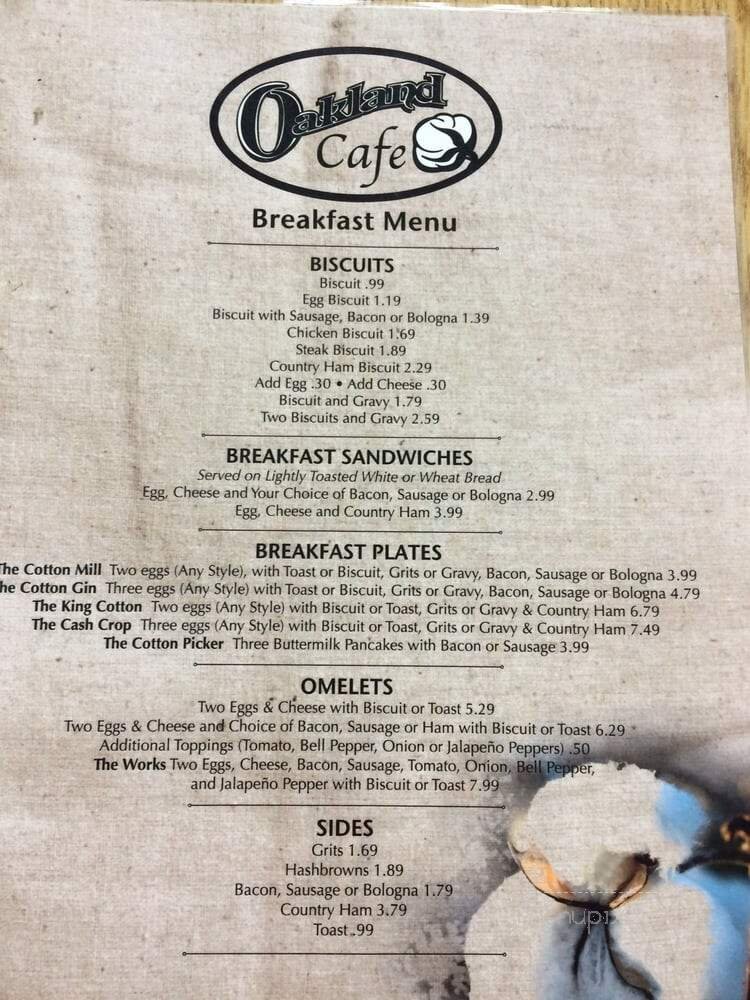 Oakland
Cafe
Breakfast Menu
BISCUITS
Biscuit .99
Egg Biscuit 1.19
Biscuit with Sausage, Bacon or Bologna 1.39
Chicken Biscuit 1.69
Steak Biscuit 1.89
Country Ham Biscuit 2.29
Add Egg .30 • Add Cheese .30
Biscuit and Gravy 1.79
Two Biscuits and Gravy 2.59
BREAKFAST SANDWICHES
Served on Lightly Toasted White or Wheat Bread
Egg, Cheese and Your Choice of Bacon, Sausage or Bologna 2.99
Egg, Cheese and Country Ham 3.99
BREAKFAST PLATES
The Cotton Mill Two eggs (Any Style), with Toast or Biscuit, Grits or Gravy, Bacon, Sausage or Bologna 3.99
he Cotton Gin Three eggs (Any Style) with Toast or Biscuit, Grits or Gravy, Bacon, Sausage or Bologna 4.79
The King Cotton Two eggs (Any Style) with Biscuit or Toast, Grits or Gravy & Country Ham 6.79
The Cash Crop Three eggs (Any Style) with Biscuit or Toast, Grits or Gravy & Country Ham 7.49
The Cotton Picker Three Buttermilk Pancakes with Bacon or Sausage 3.99
OMELETS
Two Eggs & Cheese with Biscuit or Toast 5.29
Two Eggs & Cheese and Choice of Bacon, Sausage or Ham with Biscuit or Toast 6.29
Additional Toppings (Tomato, Bell Pepper, Onion or Jalapeño Peppers) .50
The Works Two Eggs, Cheese, Bacon, Sausage, Tomato, Onion, Bell Pepper,
and Jalapeño Pepper with Biscuit or Toast 7.99
SIDES
Grits 1.69
Hashbrowns 1.89
Bacon, Sausage or Bologna 1.79
Country Ham 3.79
Toast .99